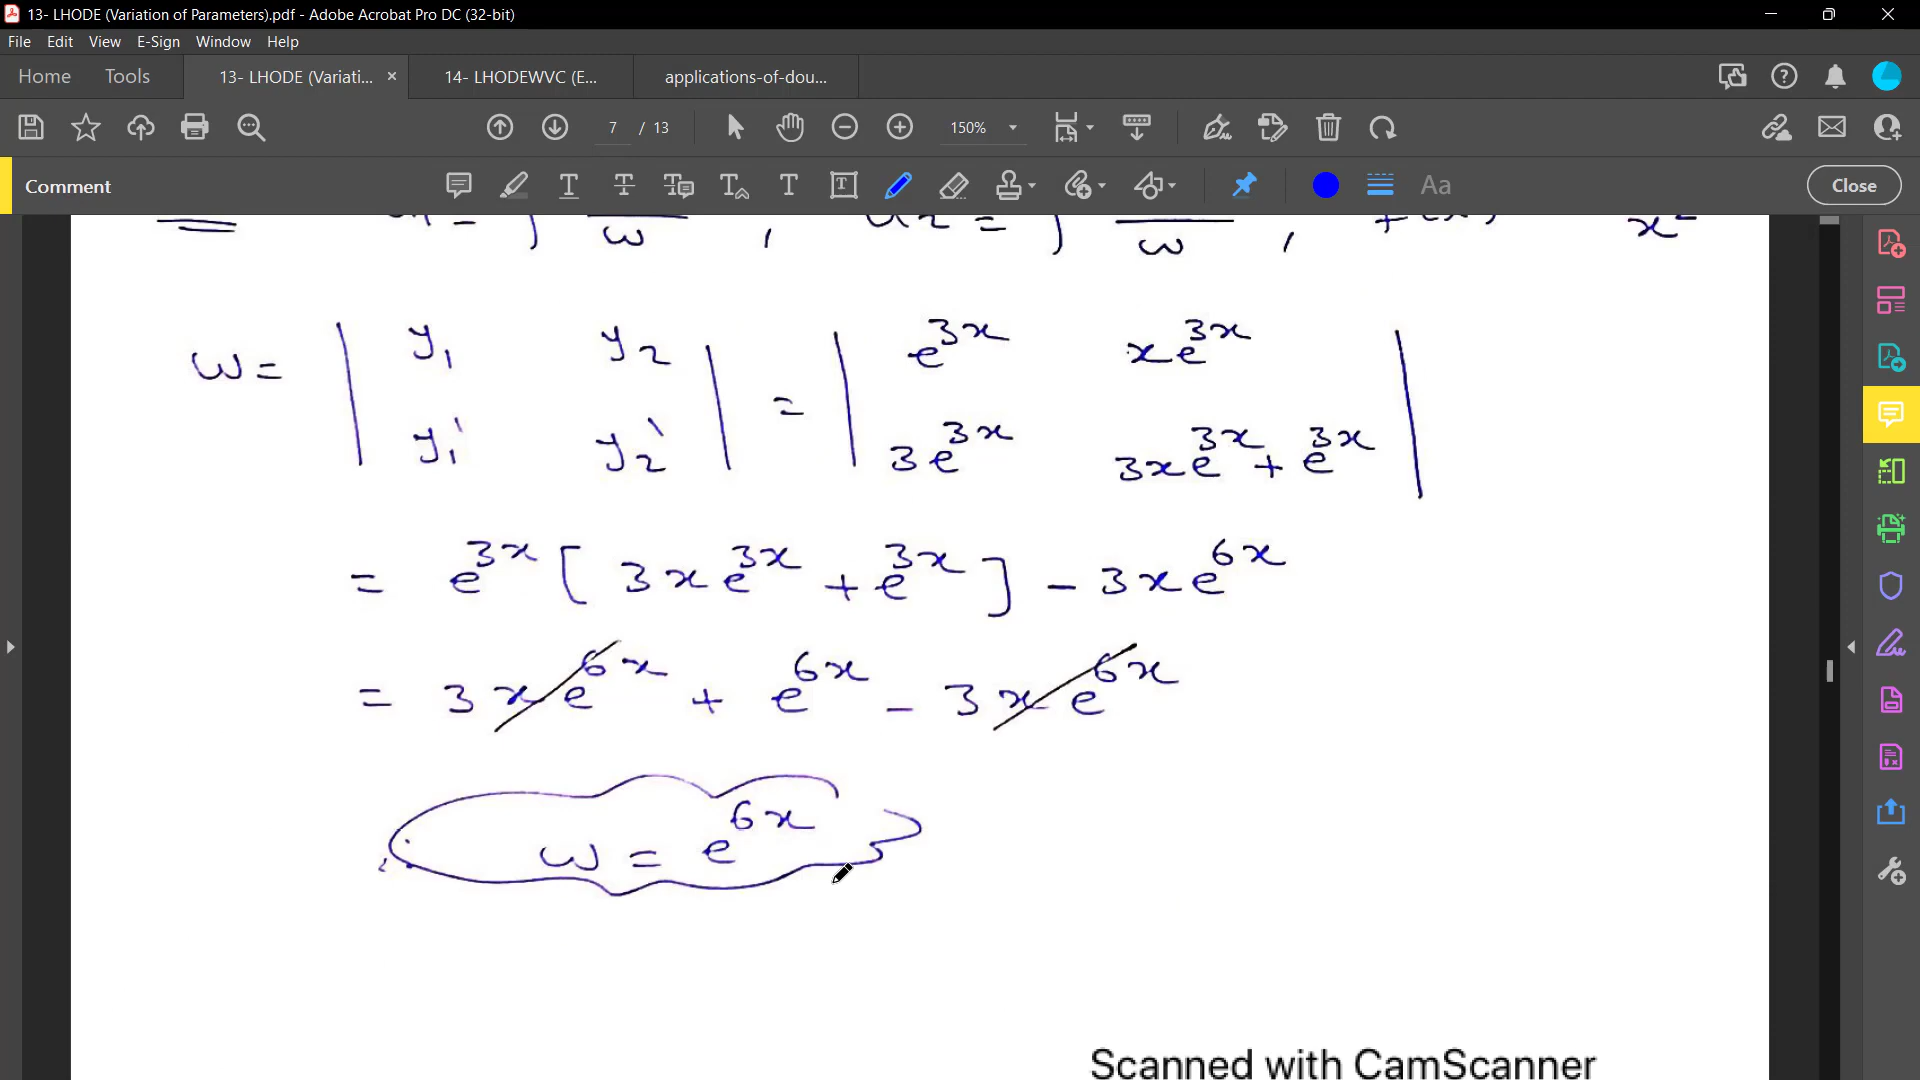 13- LHODE (Variation of Parameters).pdf - Adobe Acrobat Pro DC (32-bit)
File Edit View E-Sign Window Help
Home Tools 13- LHODE (Variati... × 14- LHODEWVC (E... applications-of-dou...
7 / 13 150%
Comment Aa Close
w , w , x²
w = | y₁ y₂ | = | e^{3x} xe^{3x} |
| y₁' y₂' | | 3e^{3x} 3xe^{3x} + e^{3x} |
= e^{3x} [ 3xe^{3x} + e^{3x} ] - 3xe^{6x}
= 3xe^{6x} + e^{6x} - 3xe^{6x}
w = e^{6x}
Scanned with CamScanner